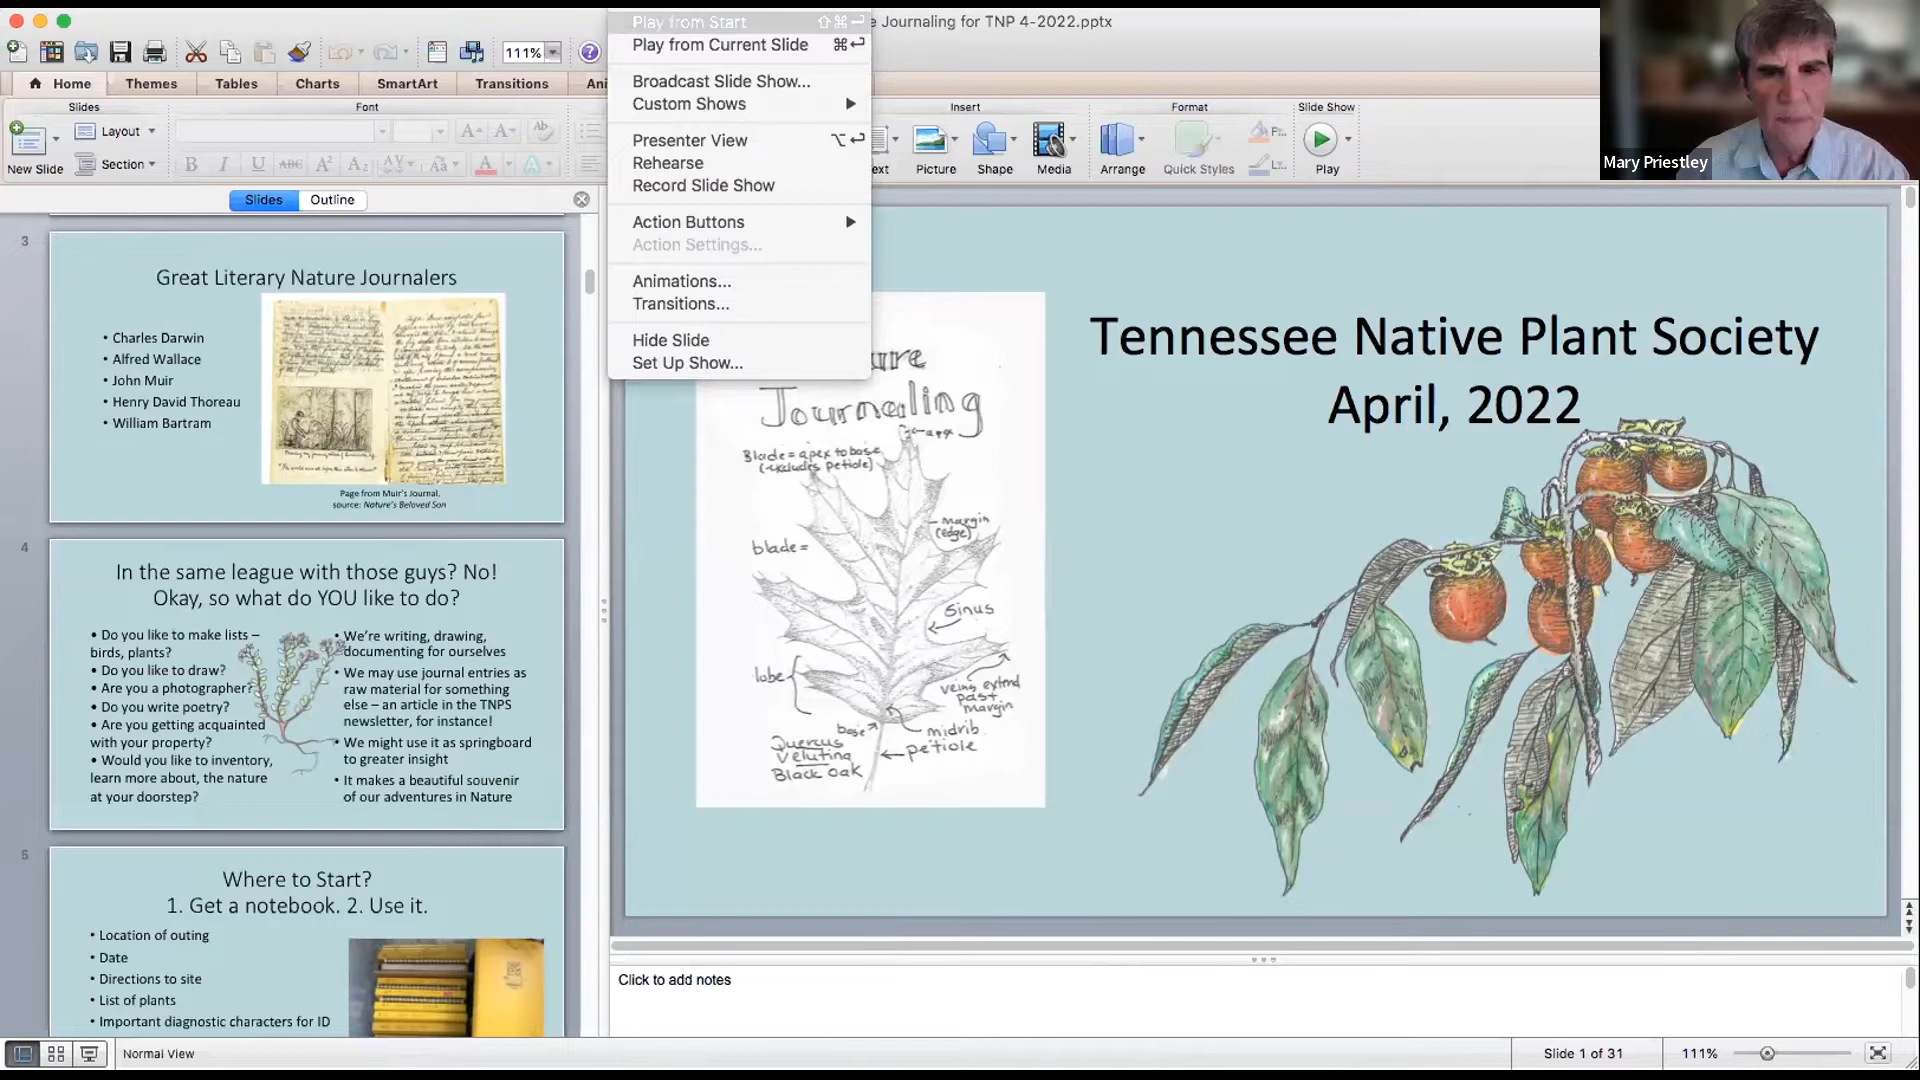 Play from Start ⇧⌘↩
e Journaling for TNP 4-2022.pptx
Play from Current Slide ⌘↩
111%
Broadcast Slide Show...
Custom Shows
Home Themes Tables Charts SmartArt Transitions Ani
Slides Font Insert Format Slide Show
Layout
Section
New Slide
Presenter View ⌥↩
Rehearse
Record Slide Show
ext Picture Shape Media Arrange Quick Styles Play
Mary Priestley
Slides Outline
Action Buttons
Action Settings...
Animations...
Transitions...
Hide Slide
Set Up Show...
3
Great Literary Nature Journalers
• Charles Darwin
• Alfred Wallace
• John Muir
• Henry David Thoreau
• William Bartram
Page from Muir's Journal,
source: Nature's Beloved Son
4
In the same league with those guys? No!
Okay, so what do YOU like to do?
• Do you like to make lists –
birds, plants?
• Do you like to draw?
• Are you a photographer?
• Do you write poetry?
• Are you getting acquainted
with your property?
• Would you like to inventory,
learn more about, the nature
at your doorstep?
• We're writing, drawing,
documenting for ourselves
• We may use journal entries as
raw material for something
else – an article in the TNPS
newsletter, for instance!
• We might use it as springboard
to greater insight
• It makes a beautiful souvenir
of our adventures in Nature
5
Where to Start?
1. Get a notebook. 2. Use it.
• Location of outing
• Date
• Directions to site
• List of plants
• Important diagnostic characters for ID
ure
Journaling
apex
Blade = apex to base
(excludes petiole)
margin
(edge)
blade =
sinus
lobe
veins extend
past
margin
base
midrib
petiole
Quercus
Velutina
Black Oak
Tennessee Native Plant Society
April, 2022
Click to add notes
Normal View
Slide 1 of 31
111%